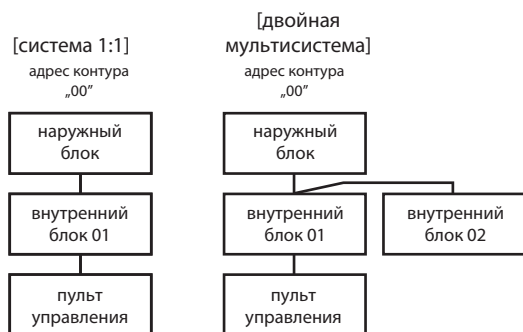 [система 1:1]
адрес контура
„00”
наружный
блок
внутренний
блок 01
пульт
управления
[двойная
мультисистема]
адрес контура
„00”
наружный
блок
внутренний
блок 01
внутренний
блок 02
пульт
управления